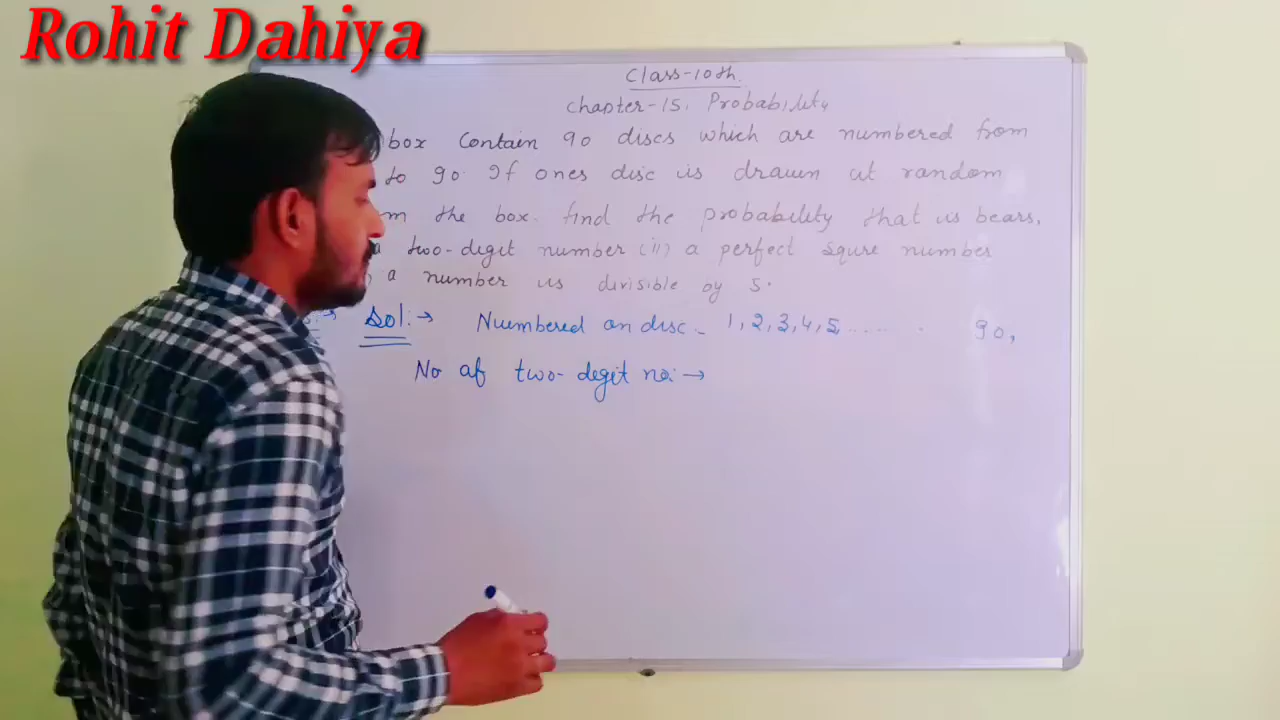 Rohit Dahiya
Class-10th.
Chapter-15. Probability
box Contain 90 discs which are numbered from
to 90. If ones disc is drawn at random
m the box. find the probability that is bears,
a two-degit number (ii) a perfect squre number
a number is divisible by 5.
Sol:→ Numbered on disc - 1, 2, 3, 4, 5, ....... 90,
No of two-degit no:→